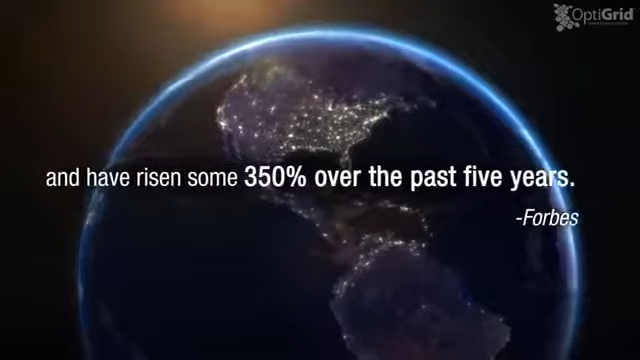 OptiGrid
and have risen some 350% over the past five years.
-Forbes